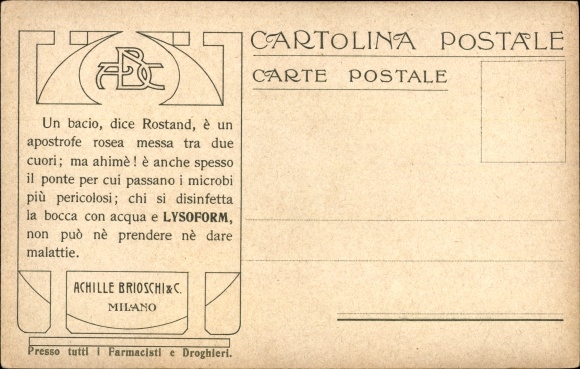 CARTOLINA POSTALE
CARTE POSTALE
ABC
Un bacio, dice Rostand, è un
apostrofe rosea messa tra due
cuori; ma ahimè! è anche spesso
il ponte per cui passano i microbi
più pericolosi; chi si disinfetta
la bocca con acqua e LYSOFORM,
non può nè prendere nè dare
malattie.
ACHILLE BRIOSCHI & C.
MILANO
Presso tutti i Farmacisti e Droghieri.